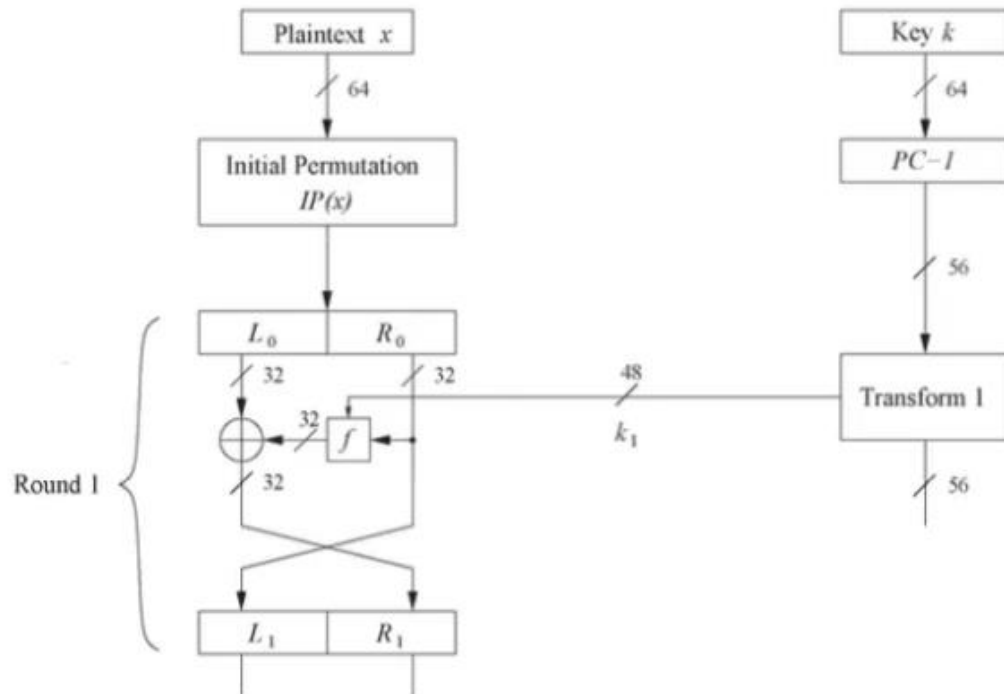 Plaintext x
Key k
64
64
Initial Permutation
IP(x)
PC–1
56
L0
R0
32
32
48
Transform 1
32
f
k1
32
56
Round 1
L1
R1